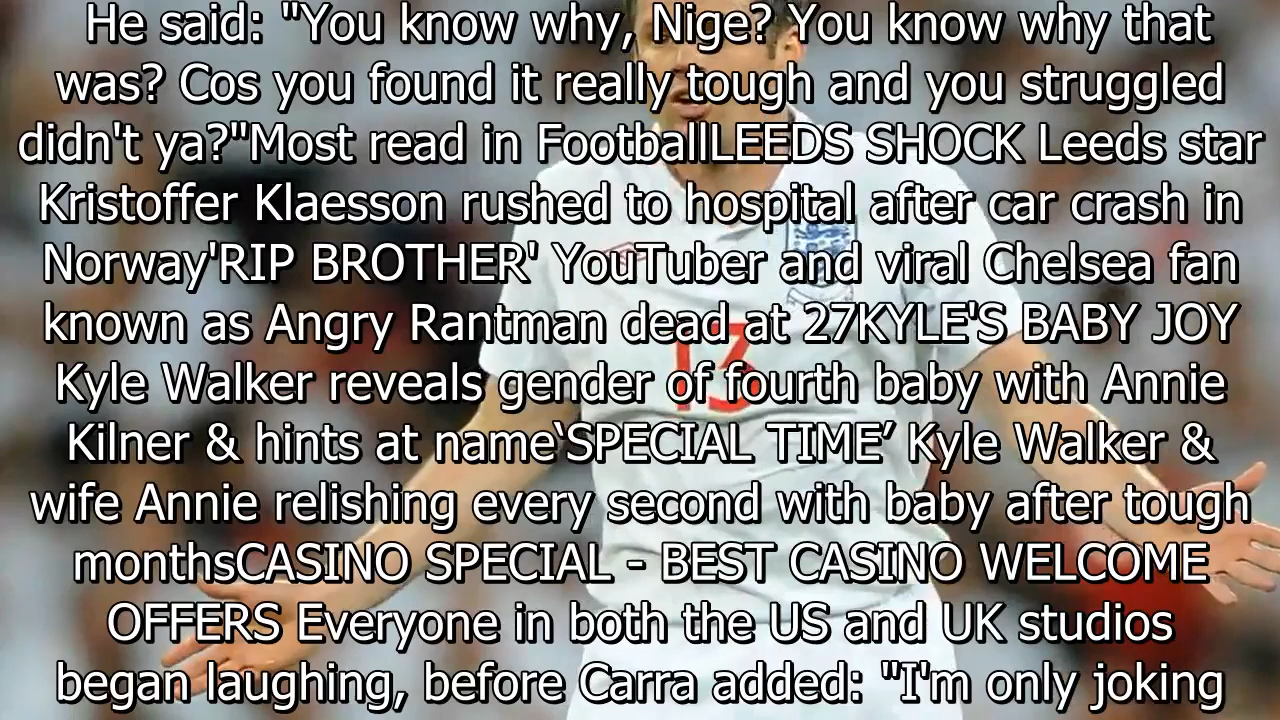 He said: "You know why, Nige? You know why that
was? Cos you found it really tough and you struggled
didn't ya?"Most read in FootballLEEDS SHOCK Leeds star
Kristoffer Klaesson rushed to hospital after car crash in
Norway'RIP BROTHER' YouTuber and viral Chelsea fan
known as Angry Rantman dead at 27KYLE'S BABY JOY
Kyle Walker reveals gender of fourth baby with Annie
Kilner & hints at name‘SPECIAL TIME’ Kyle Walker &
wife Annie relishing every second with baby after tough
monthsCASINO SPECIAL - BEST CASINO WELCOME
OFFERS Everyone in both the US and UK studios
began laughing, before Carra added: "I'm only joking
13